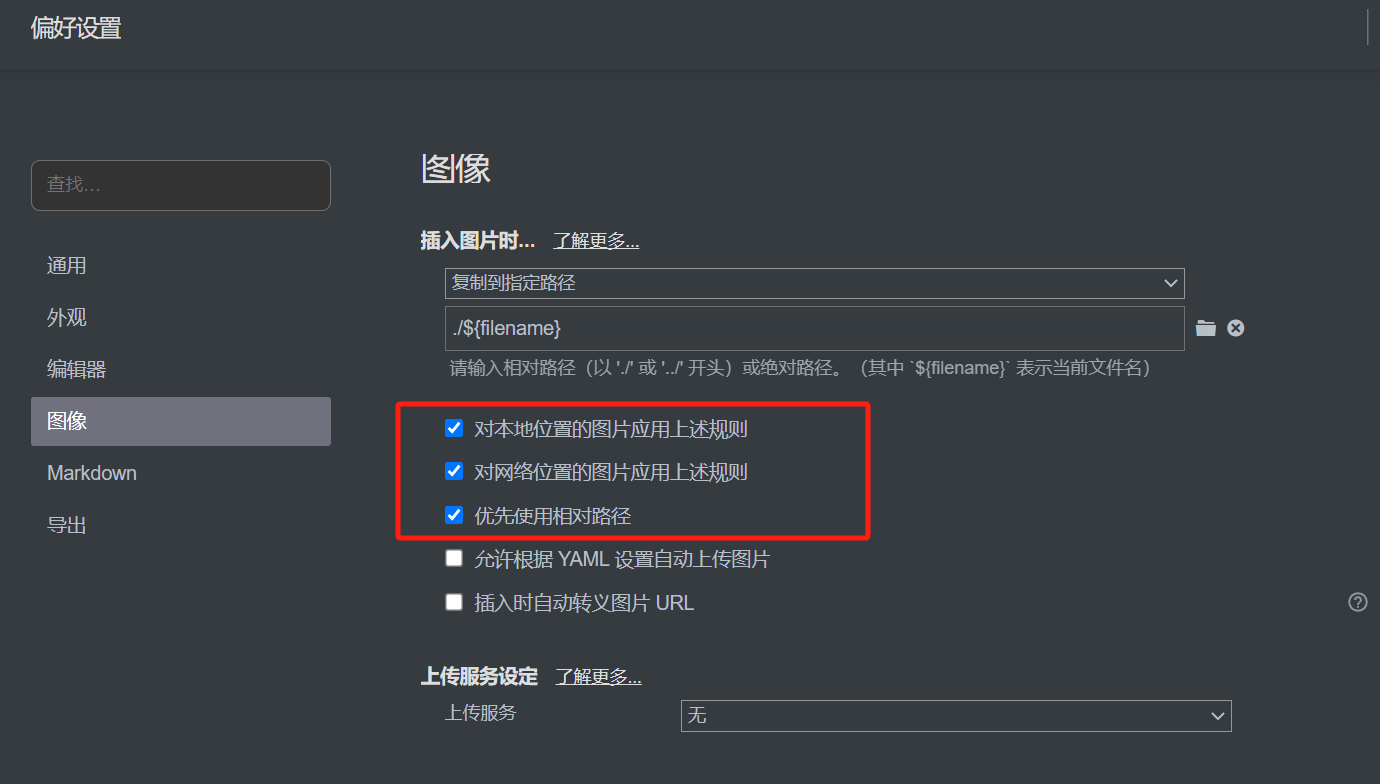 偏好设置
查找...
通用
外观
编辑器
图像
Markdown
导出
图像
插入图片时... 了解更多...
复制到指定路径
./${filename}
请输入相对路径（以 './' 或 '../' 开头）或绝对路径。（其中 `${filename}` 表示当前文件名）
对本地位置的图片应用上述规则
对网络位置的图片应用上述规则
优先使用相对路径
允许根据 YAML 设置自动上传图片
插入时自动转义图片 URL
上传服务设定 了解更多...
上传服务 无